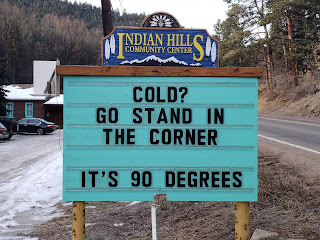 INDIAN HILLS
COMMUNITY CENTER
COLD?
GO STAND IN
THE CORNER
IT'S 90 DEGREES